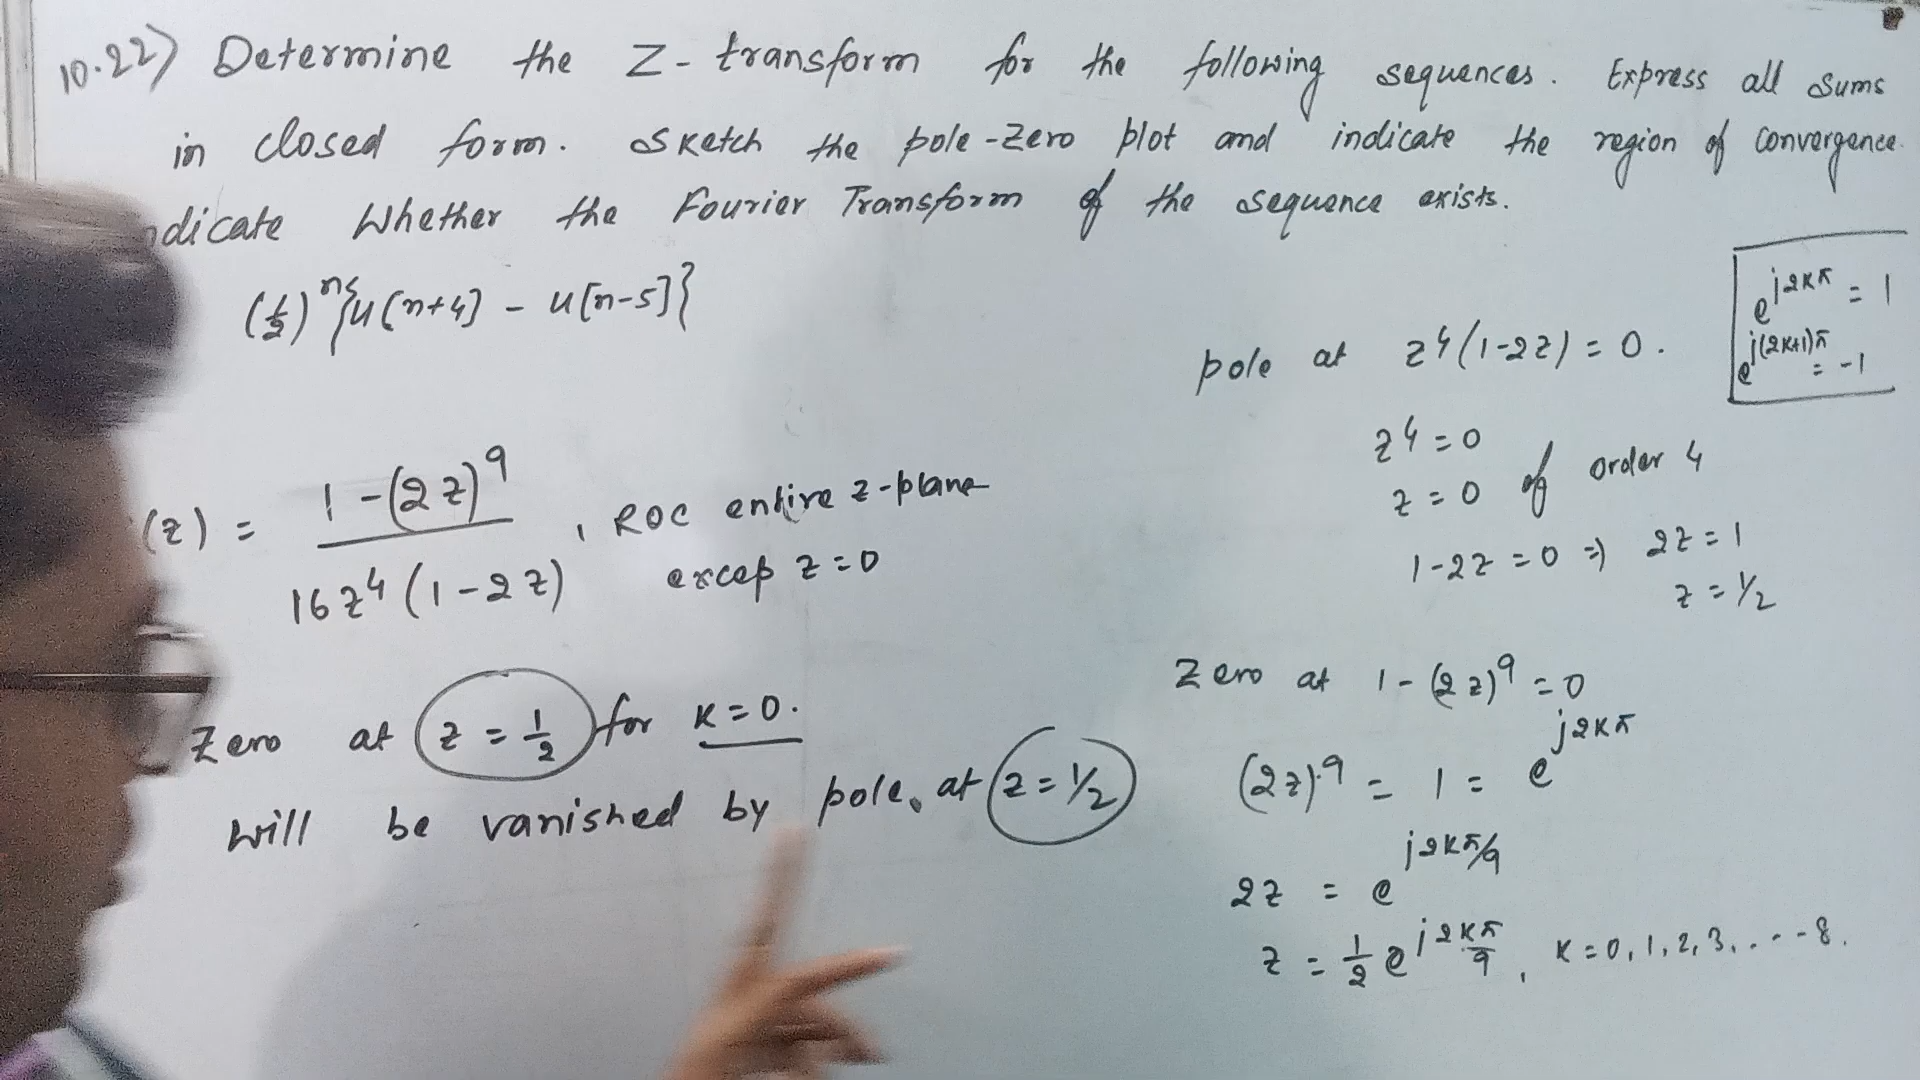 10.22) Determine the Z-transform for the following sequences. Express all sums
in closed form. Sketch the pole-zero plot and indicate the region of convergence.
ndicate Whether the Fourier Transform of the sequence exists.
(1/2)^n {u[n+4] - u[n-5]}
(z) = 1-(2z)^9 / 16z^4(1-2z) , ROC entire z-plane
excep z=0
Zero at z = 1/2 for K=0.
will be vanished by pole, at z=1/2
e^j2Kπ = 1
e^j(2K+1)π = -1
pole at z^4(1-2z) = 0.
z^4 = 0
z = 0 of order 4
1-2z = 0 => 2z = 1
z = 1/2
Zero at 1-(2z)^9 = 0
(2z)^9 = 1 = e^j2Kπ
2z = e^j2Kπ/9
z = 1/2 e^j2Kπ/9 , K = 0, 1, 2, 3, . . . - 8.